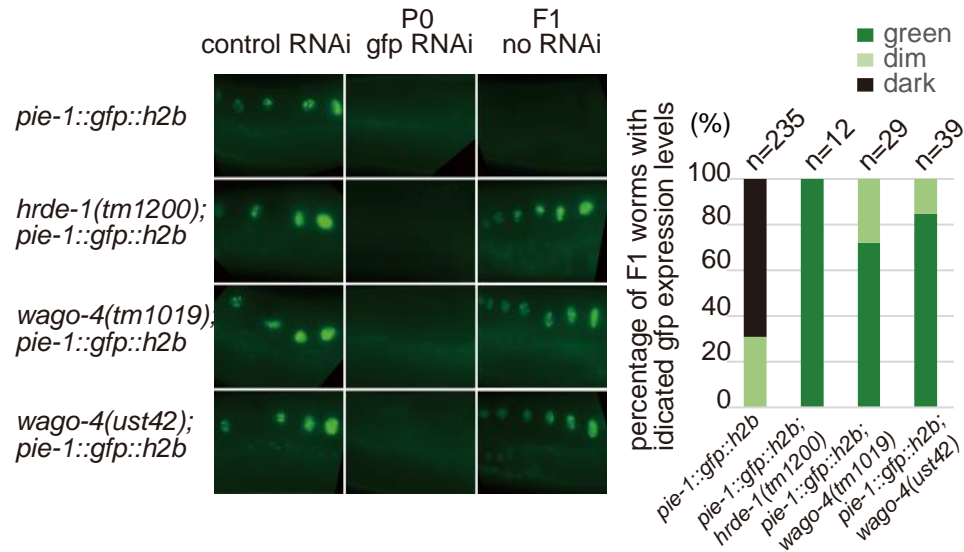 P0
F1
control RNAi
gfp RNAi
no RNAi
pie-1::gfp::h2b
hrde-1(tm1200);
pie-1::gfp::h2b
wago-4(tm1019);
pie-1::gfp::h2b
wago-4(ust42);
pie-1::gfp::h2b
green
dim
dark
(%)
n=235
n=12
n=29
n=39
percentage of F1 worms with
idicated gfp expression levels
100
80
60
40
20
0
pie-1::gfp::h2b
pie-1::gfp::h2b;
hrde-1(tm1200)
pie-1::gfp::h2b;
wago-4(tm1019)
pie-1::gfp::h2b;
wago-4(ust42)